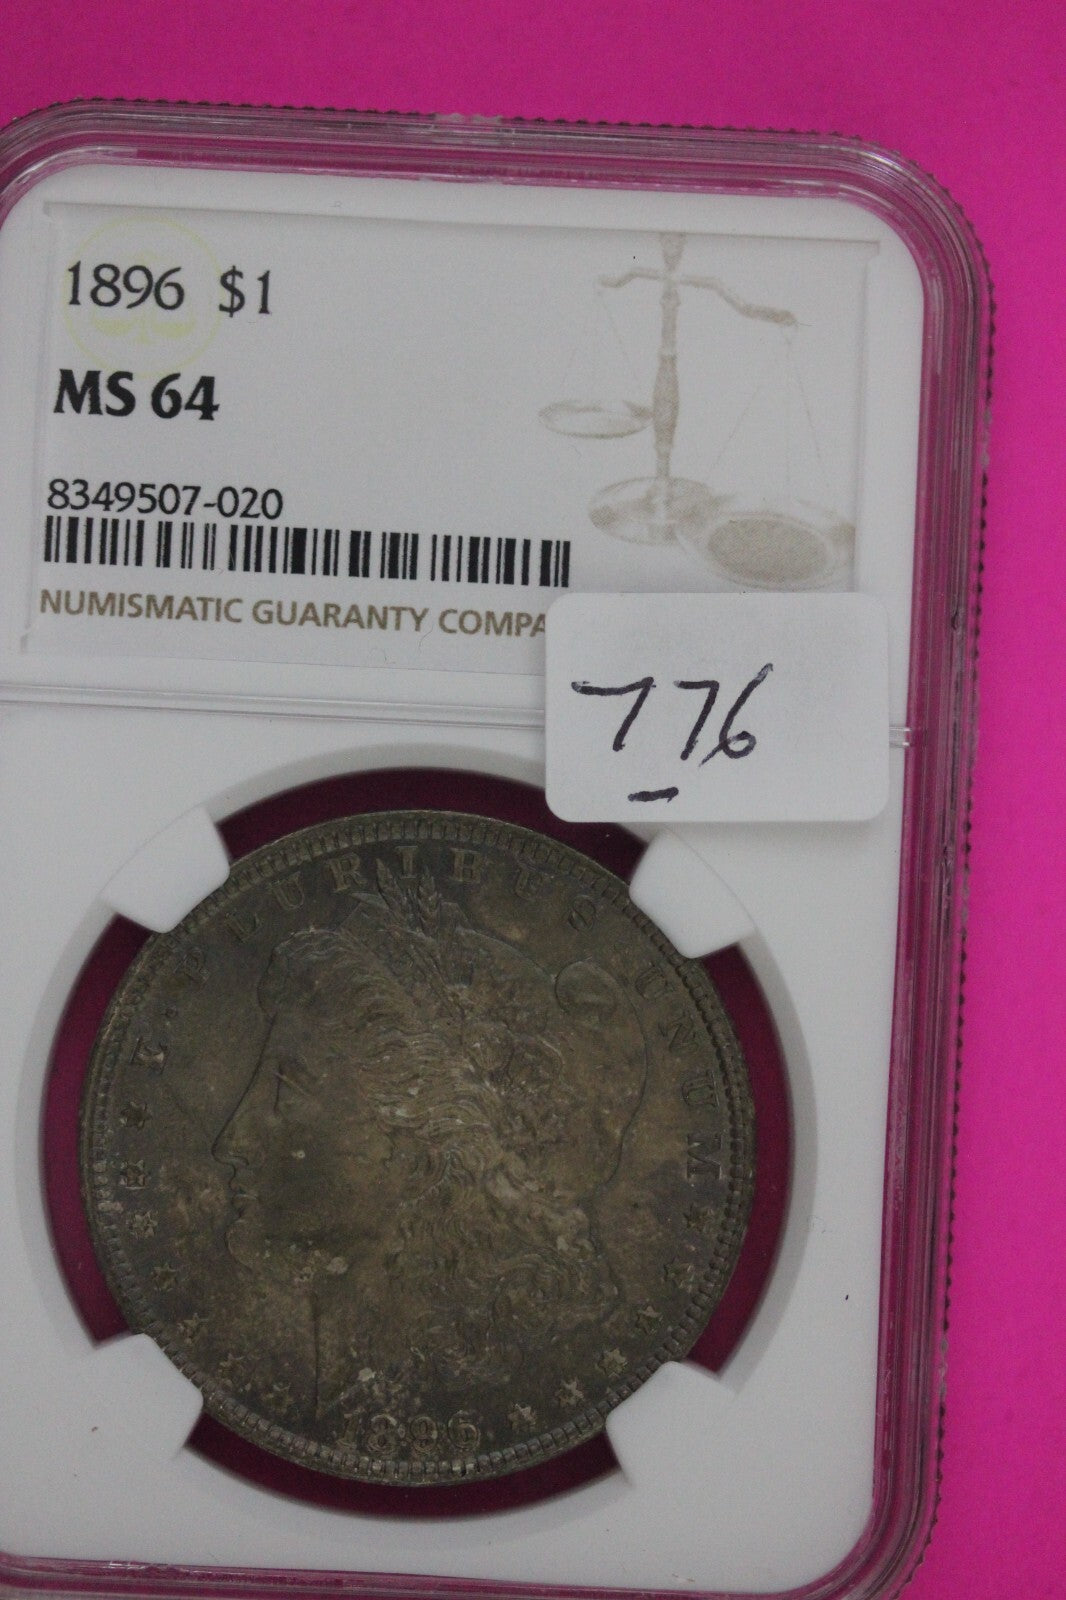 1896 $1
MS 64
8349507-020
NUMISMATIC GUARANTY COMPA
776
E·PLURIBUS UNUM
1896